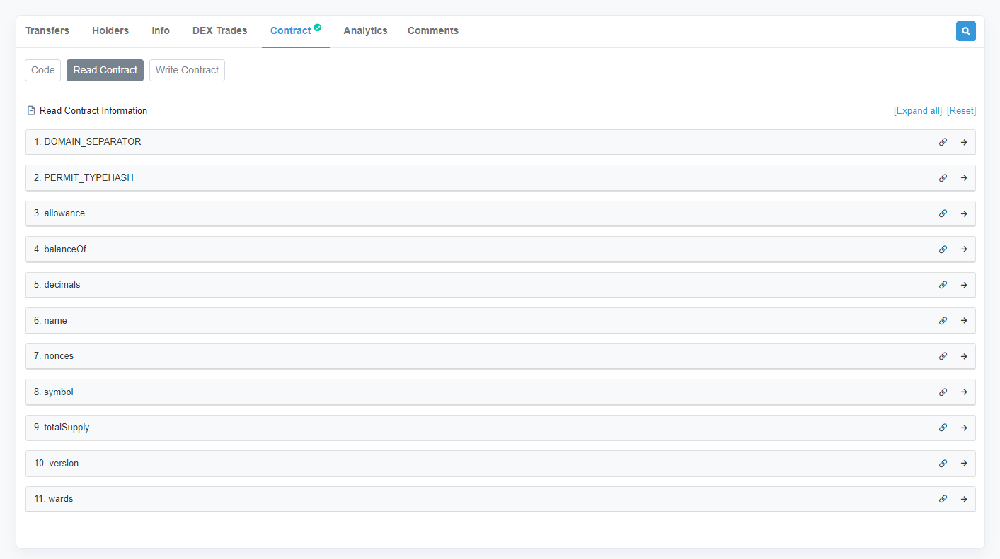 Transfers Holders Info DEX Trades Contract Analytics Comments
Code Read Contract Write Contract
Read Contract Information [Expand all] [Reset]
1. DOMAIN_SEPARATOR
2. PERMIT_TYPEHASH
3. allowance
4. balanceOf
5. decimals
6. name
7. nonces
8. symbol
9. totalSupply
10. version
11. wards